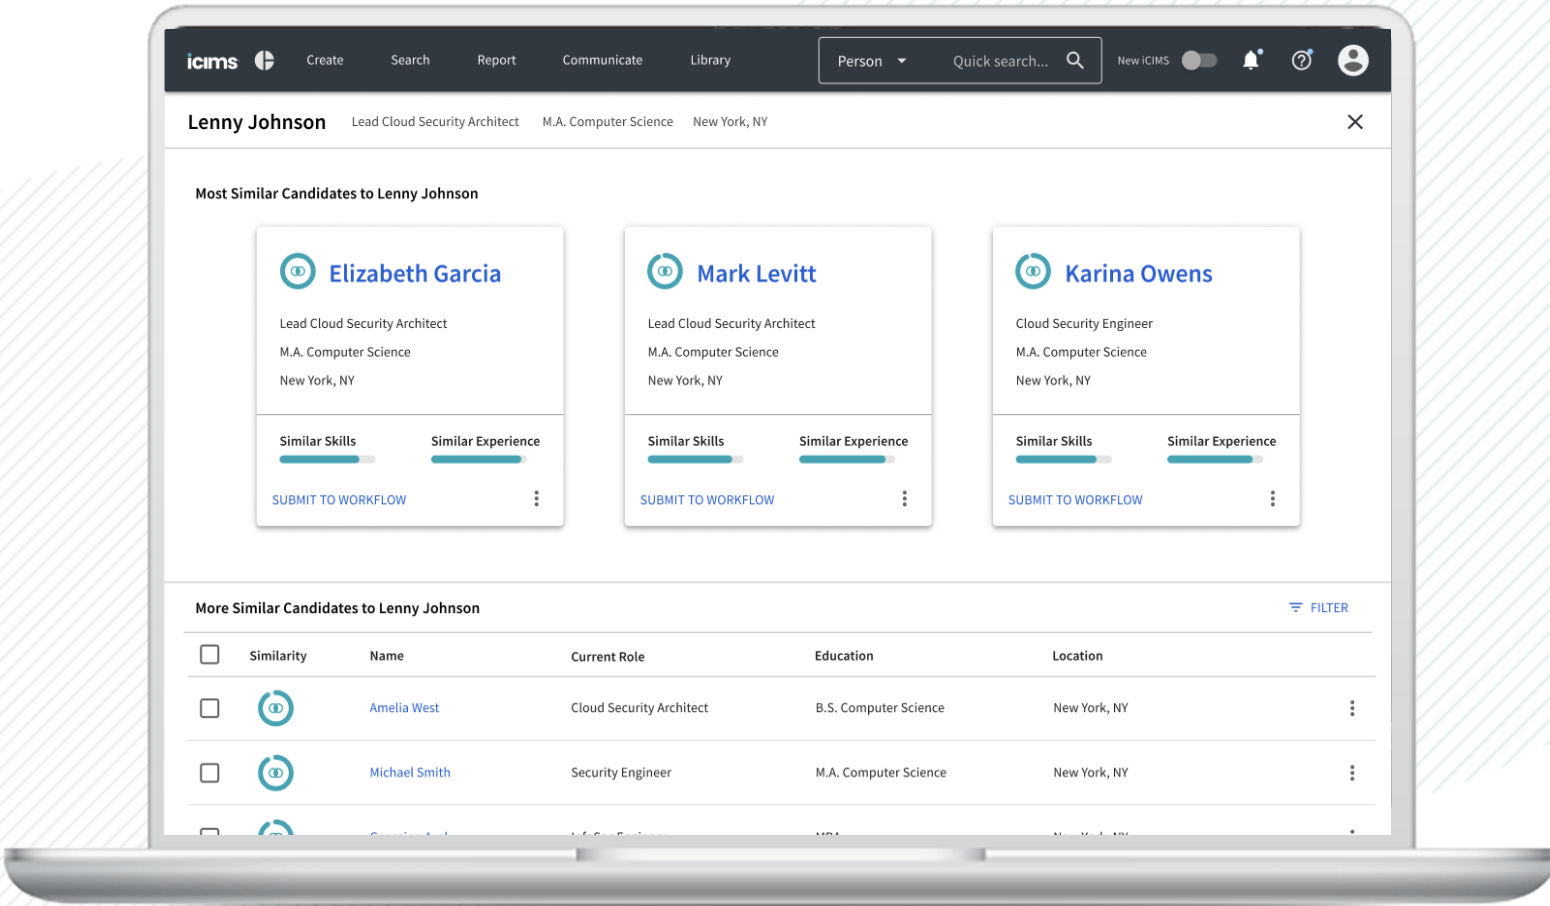 icims Create Search Report Communicate Library Person Quick search... New iCIMS
Lenny Johnson Lead Cloud Security Architect M.A. Computer Science New York, NY
Most Similar Candidates to Lenny Johnson
Elizabeth Garcia
Lead Cloud Security Architect
M.A. Computer Science
New York, NY
Similar Skills Similar Experience
SUBMIT TO WORKFLOW
Mark Levitt
Lead Cloud Security Architect
M.A. Computer Science
New York, NY
Similar Skills Similar Experience
SUBMIT TO WORKFLOW
Karina Owens
Cloud Security Engineer
M.A. Computer Science
New York, NY
Similar Skills Similar Experience
SUBMIT TO WORKFLOW
More Similar Candidates to Lenny Johnson FILTER
Similarity Name Current Role Education Location
Amelia West Cloud Security Architect B.S. Computer Science New York, NY
Michael Smith Security Engineer M.A. Computer Science New York, NY
MBA New York, NY